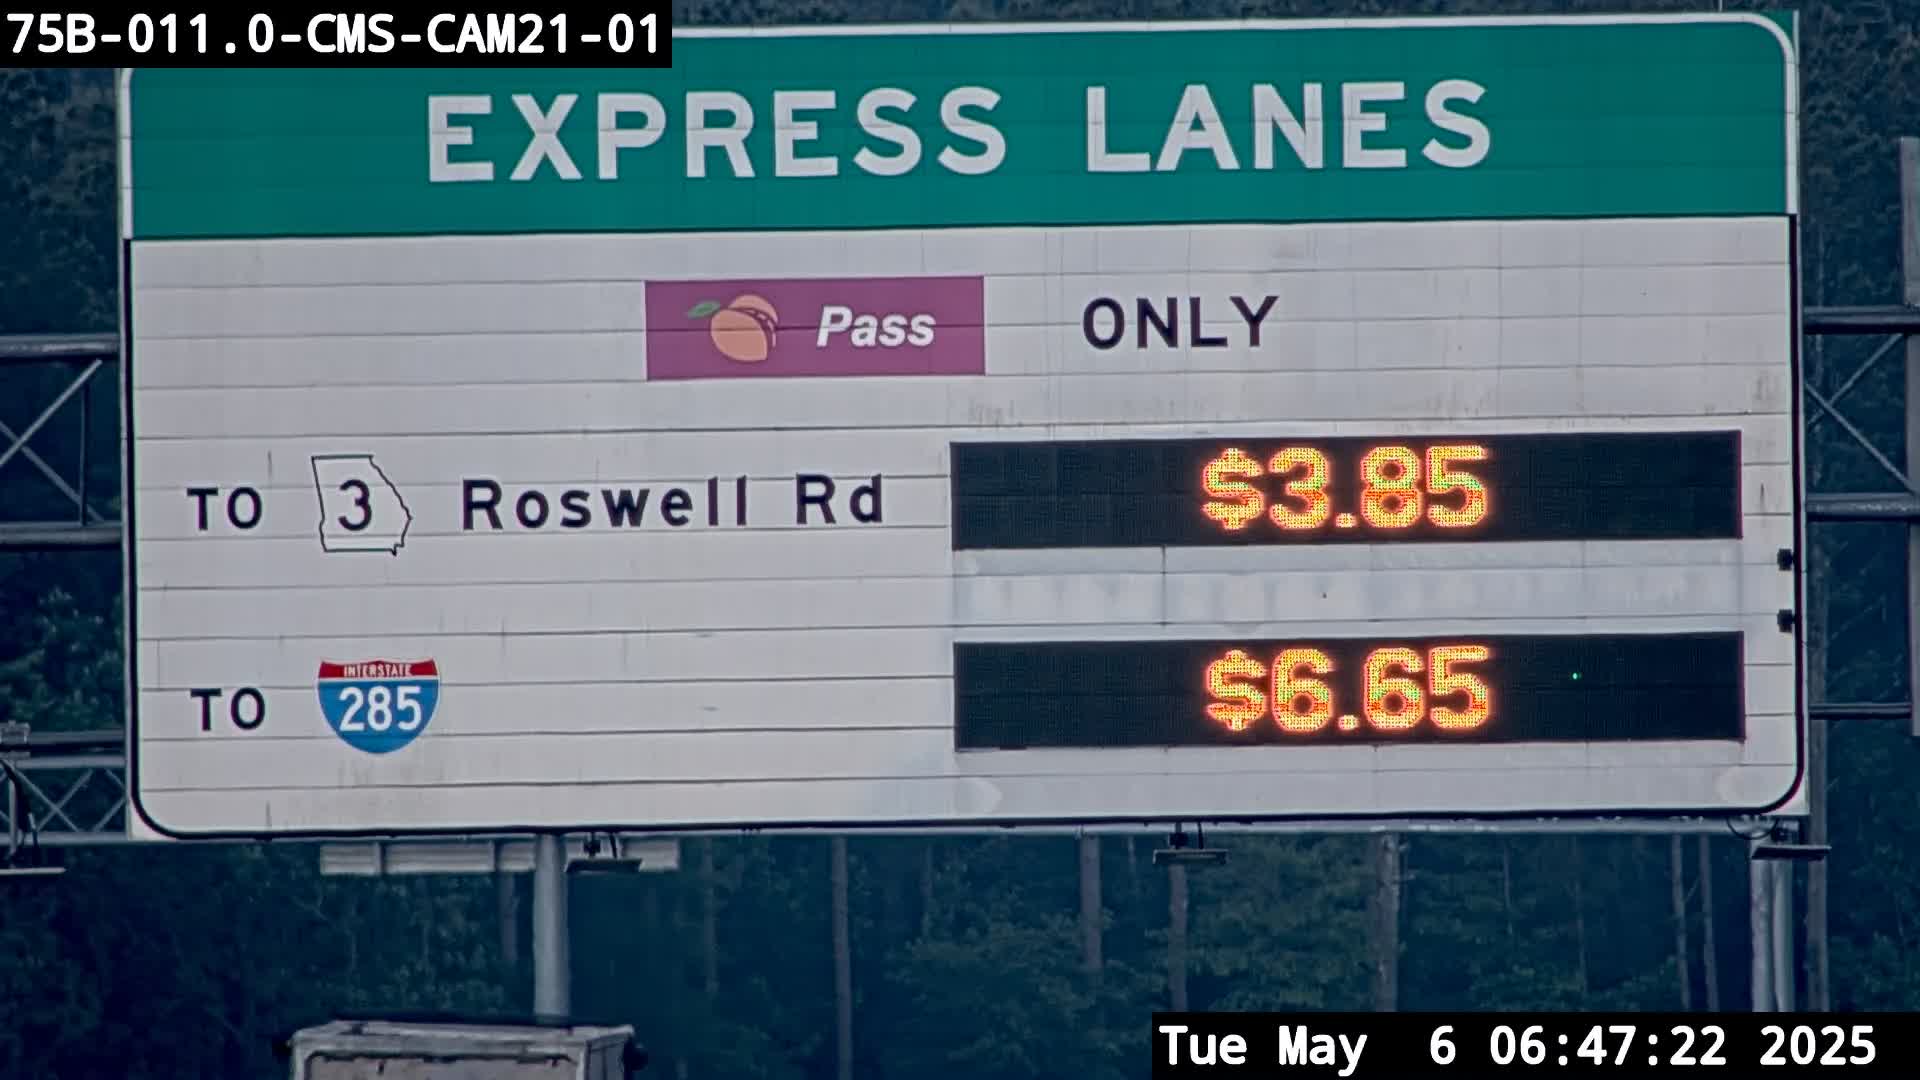 75B-011.0-CMS-CAM21-01
EXPRESS LANES
Pass ONLY
TO 3 Roswell Rd $3.85
INTERSTATE
TO 285 $6.65
Tue May 6 06:47:22 2025